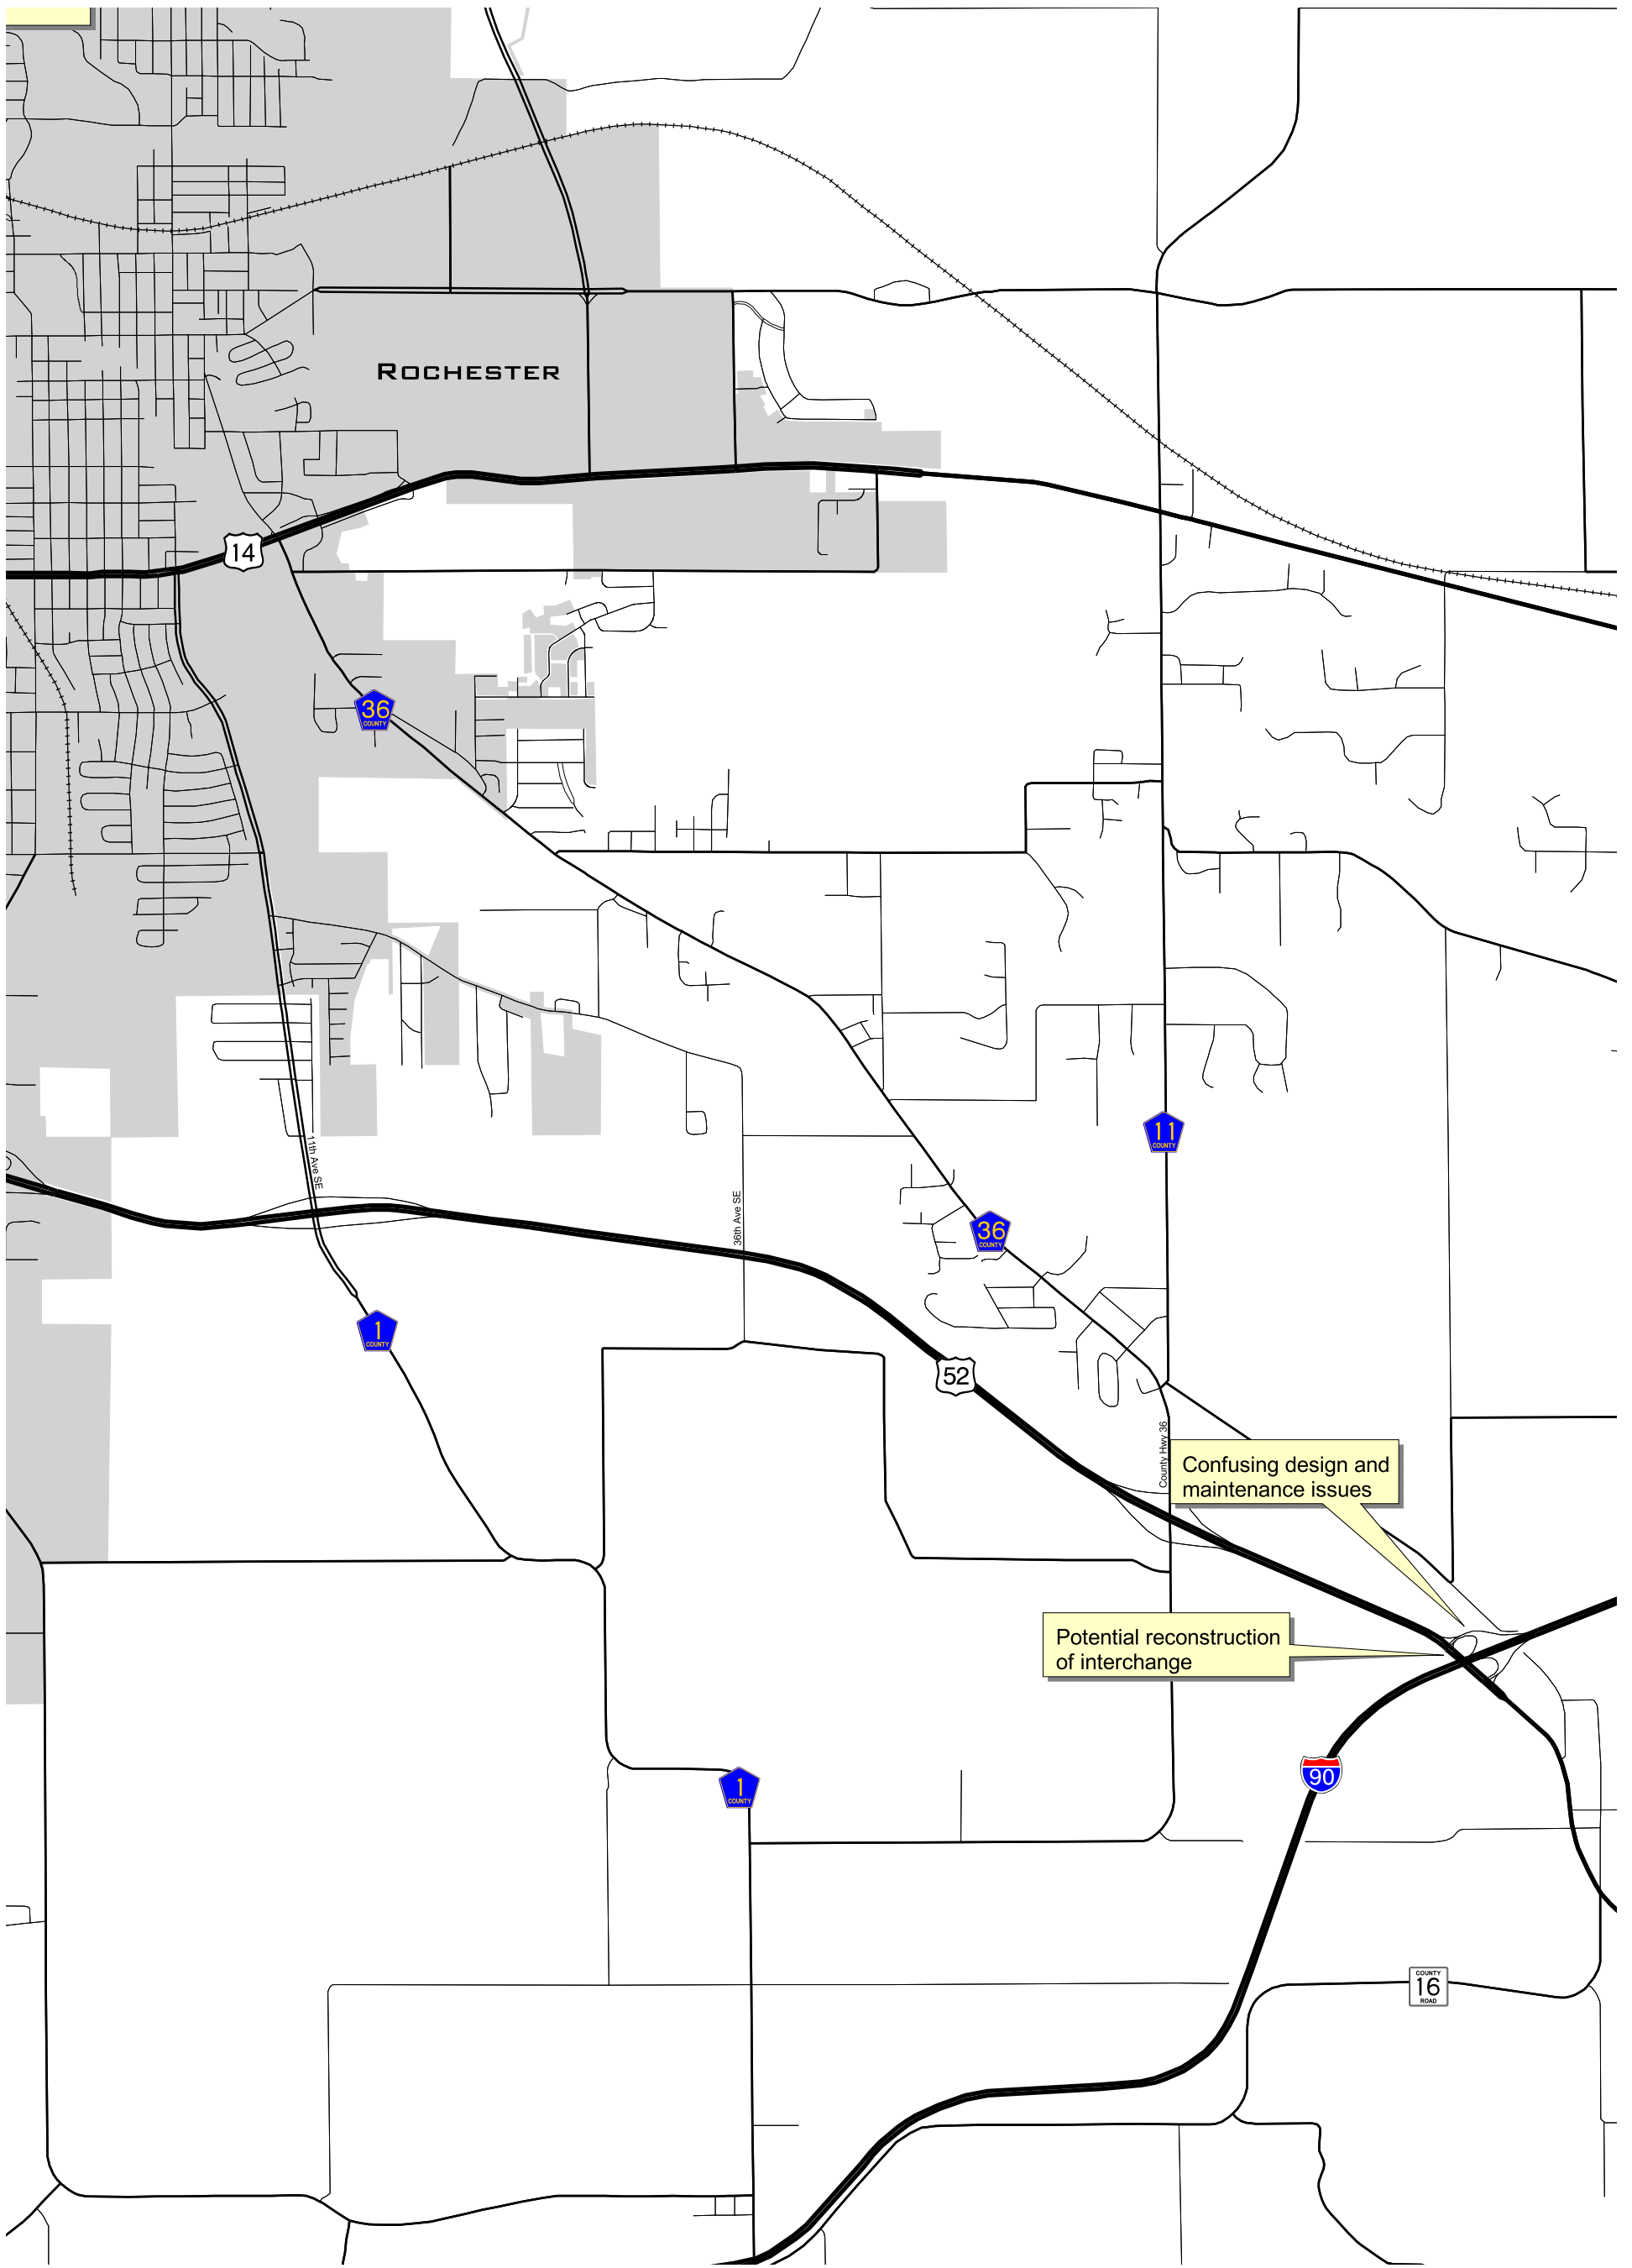 ROCHESTER
14
36
COUNTY
11th Ave SE
11
COUNTY
36th Ave SE
36
COUNTY
1
COUNTY
52
County Hwy 36
Confusing design and
maintenance issues
Potential reconstruction
of interchange
90
1
COUNTY
COUNTY
16
ROAD